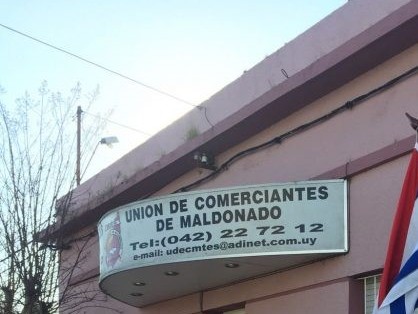 UNION DE COMERCIANTES
DE MALDONADO
Tel:(042) 22 72 12
e-mail: udecmtes@adinet.com.uy